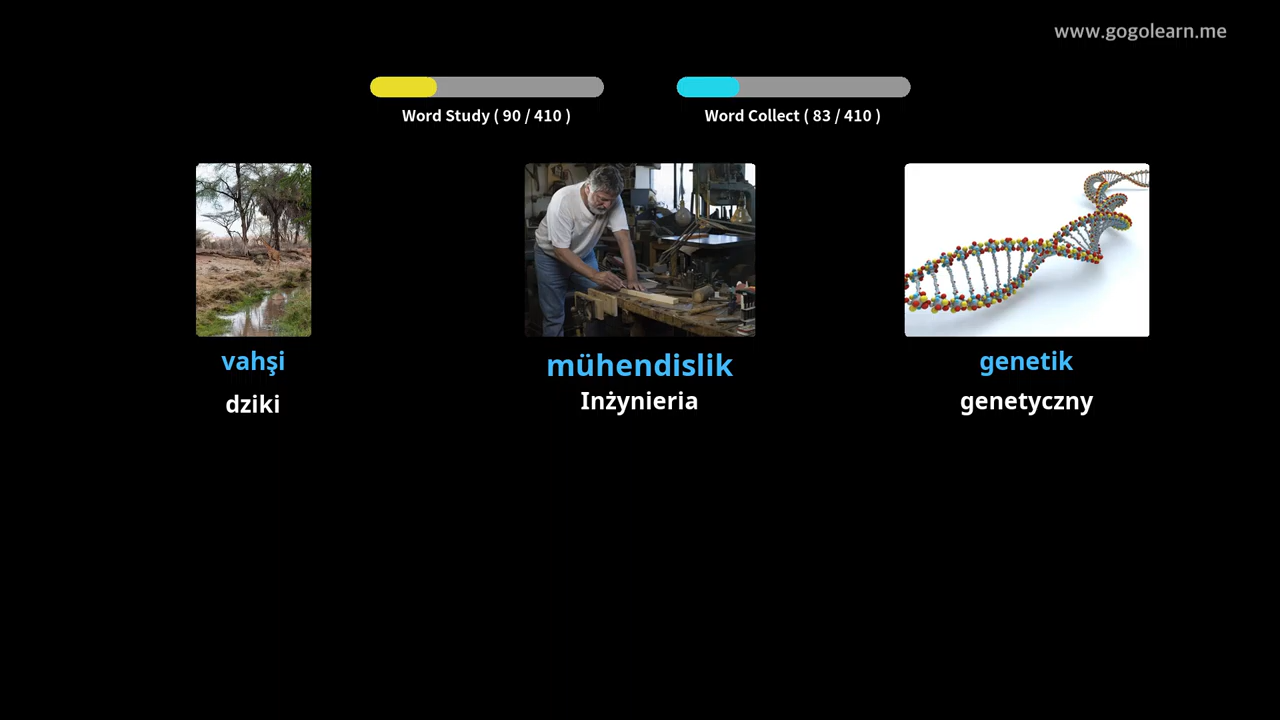 www.gogolearn.me
Word Study ( 90 / 410 )
Word Collect ( 83 / 410 )
vahşi
mühendislik
genetik
dziki
Inżynieria
genetyczny